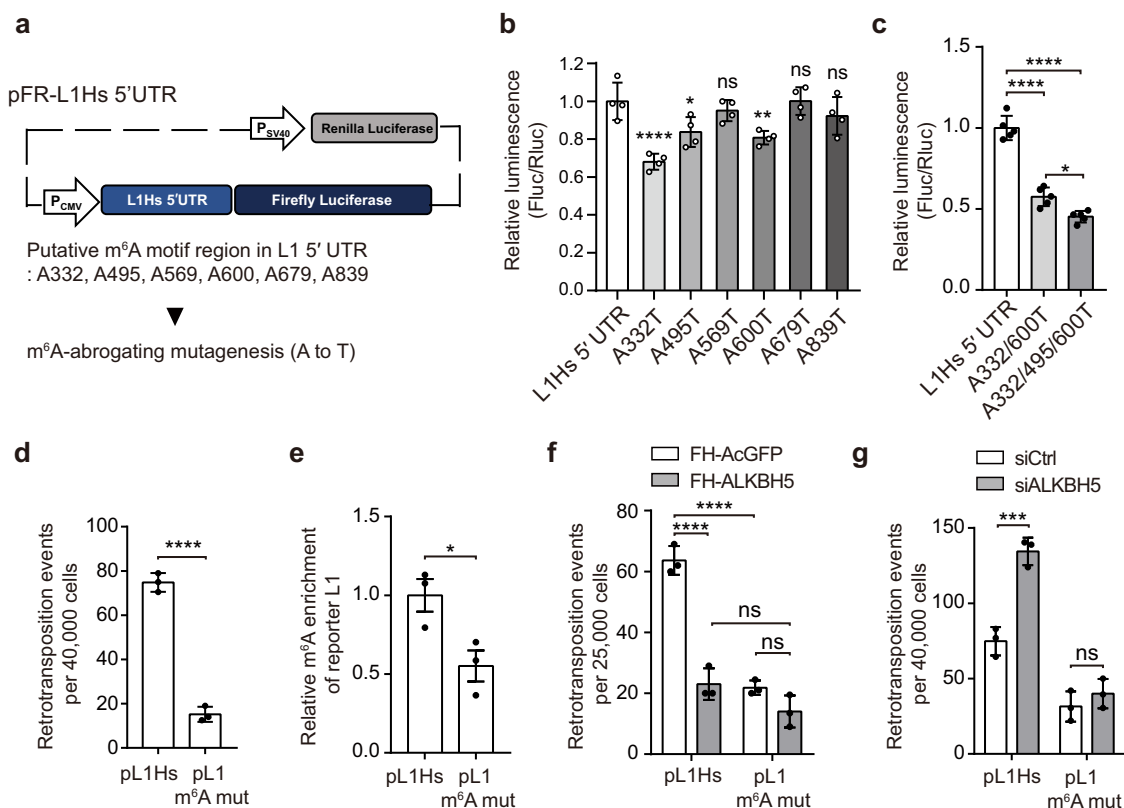 a
pFR-L1Hs 5'UTR
P_SV40
Renilla Luciferase
P_CMV
L1Hs 5'UTR
Firefly Luciferase
Putative m⁶A motif region in L1 5′ UTR
: A332, A495, A569, A600, A679, A839
▼
m⁶A-abrogating mutagenesis (A to T)
b
Relative luminescence
(Fluc/Rluc)
1.2
1.0
0.8
0.6
0.4
0.2
0.0
****
*
ns
**
ns
ns
L1Hs 5′ UTR
A332T
A495T
A569T
A600T
A679T
A839T
c
Relative luminescence
(Fluc/Rluc)
1.5
1.0
0.5
0.0
****
****
*
L1Hs 5′ UTR
A332/600T
A332/495/600T
d
Retrotransposition events
per 40,000 cells
100
80
60
40
20
0
****
pL1Hs
pL1
m⁶A mut
e
Relative m⁶A enrichment
of reporter L1
1.5
1.0
0.5
0.0
*
pL1Hs
pL1
m⁶A mut
f
FH-AcGFP
FH-ALKBH5
Retrotransposition events
per 25,000 cells
80
60
40
20
0
****
****
ns
ns
pL1Hs
pL1
m⁶A mut
g
siCtrl
siALKBH5
Retrotransposition events
per 40,000 cells
150
100
50
0
***
ns
pL1Hs
pL1
m⁶A mut